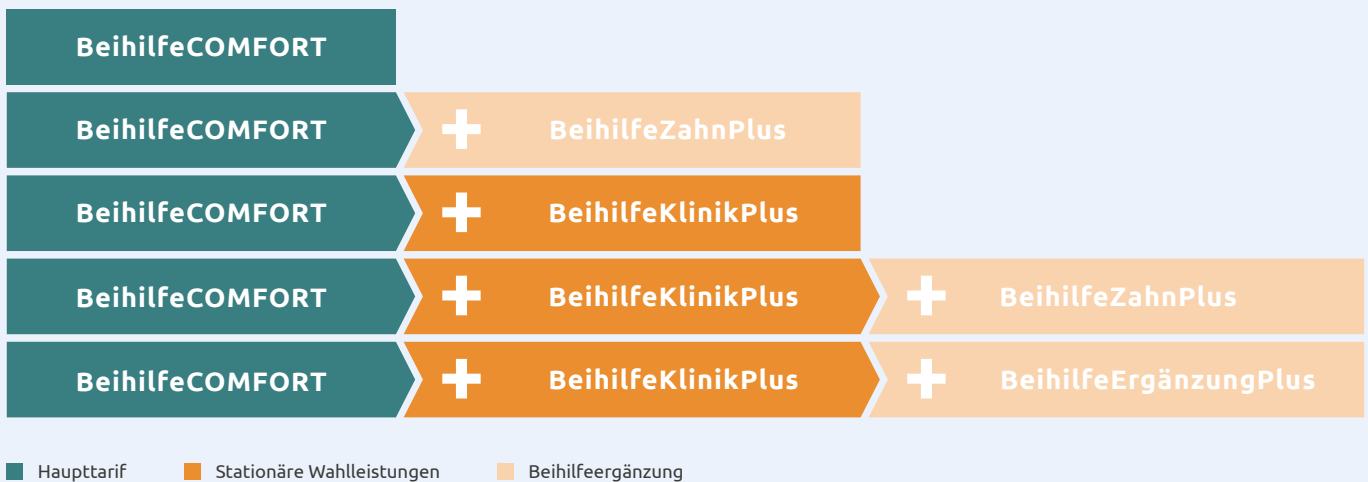 BeihilfeCOMFORT
BeihilfeCOMFORT + BeihilfeZahnPlus
BeihilfeCOMFORT + BeihilfeKlinikPlus
BeihilfeCOMFORT + BeihilfeKlinikPlus + BeihilfeZahnPlus
BeihilfeCOMFORT + BeihilfeKlinikPlus + BeihilfeErgänzungPlus
Haupttarif Stationäre Wahlleistungen Beihilfeergänzung